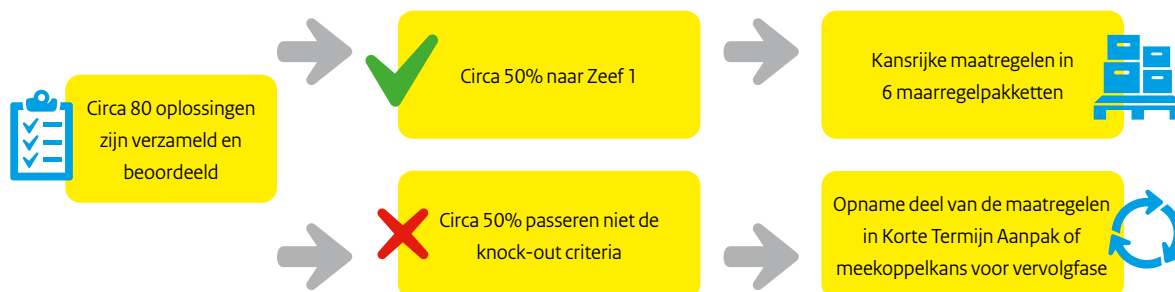 Circa 80 oplossingen
zijn verzameld en
beoordeeld
Circa 50% naar Zeef 1
Kansrijke maatregelen in
6 maarregelpakketten
Circa 50% passeren niet de
knock-out criteria
Opname deel van de maatregelen
in Korte Termijn Aanpak of
meekoppelkans voor vervolgfase